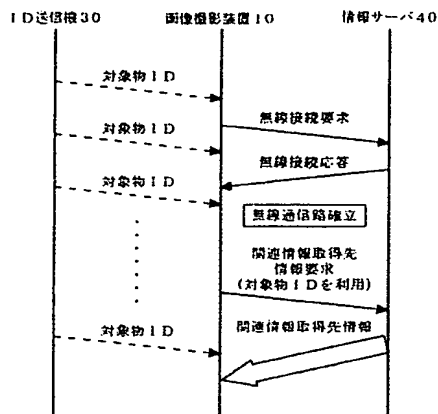 ID送信機30
画像撮影装置10
情報サーバ40
対象物ID
無線接続要求
対象物ID
無線接続応答
対象物ID
無線通信路確立
関連情報取得先
情報要求
(対象物IDを利用)
対象物ID
関連情報取得先情報